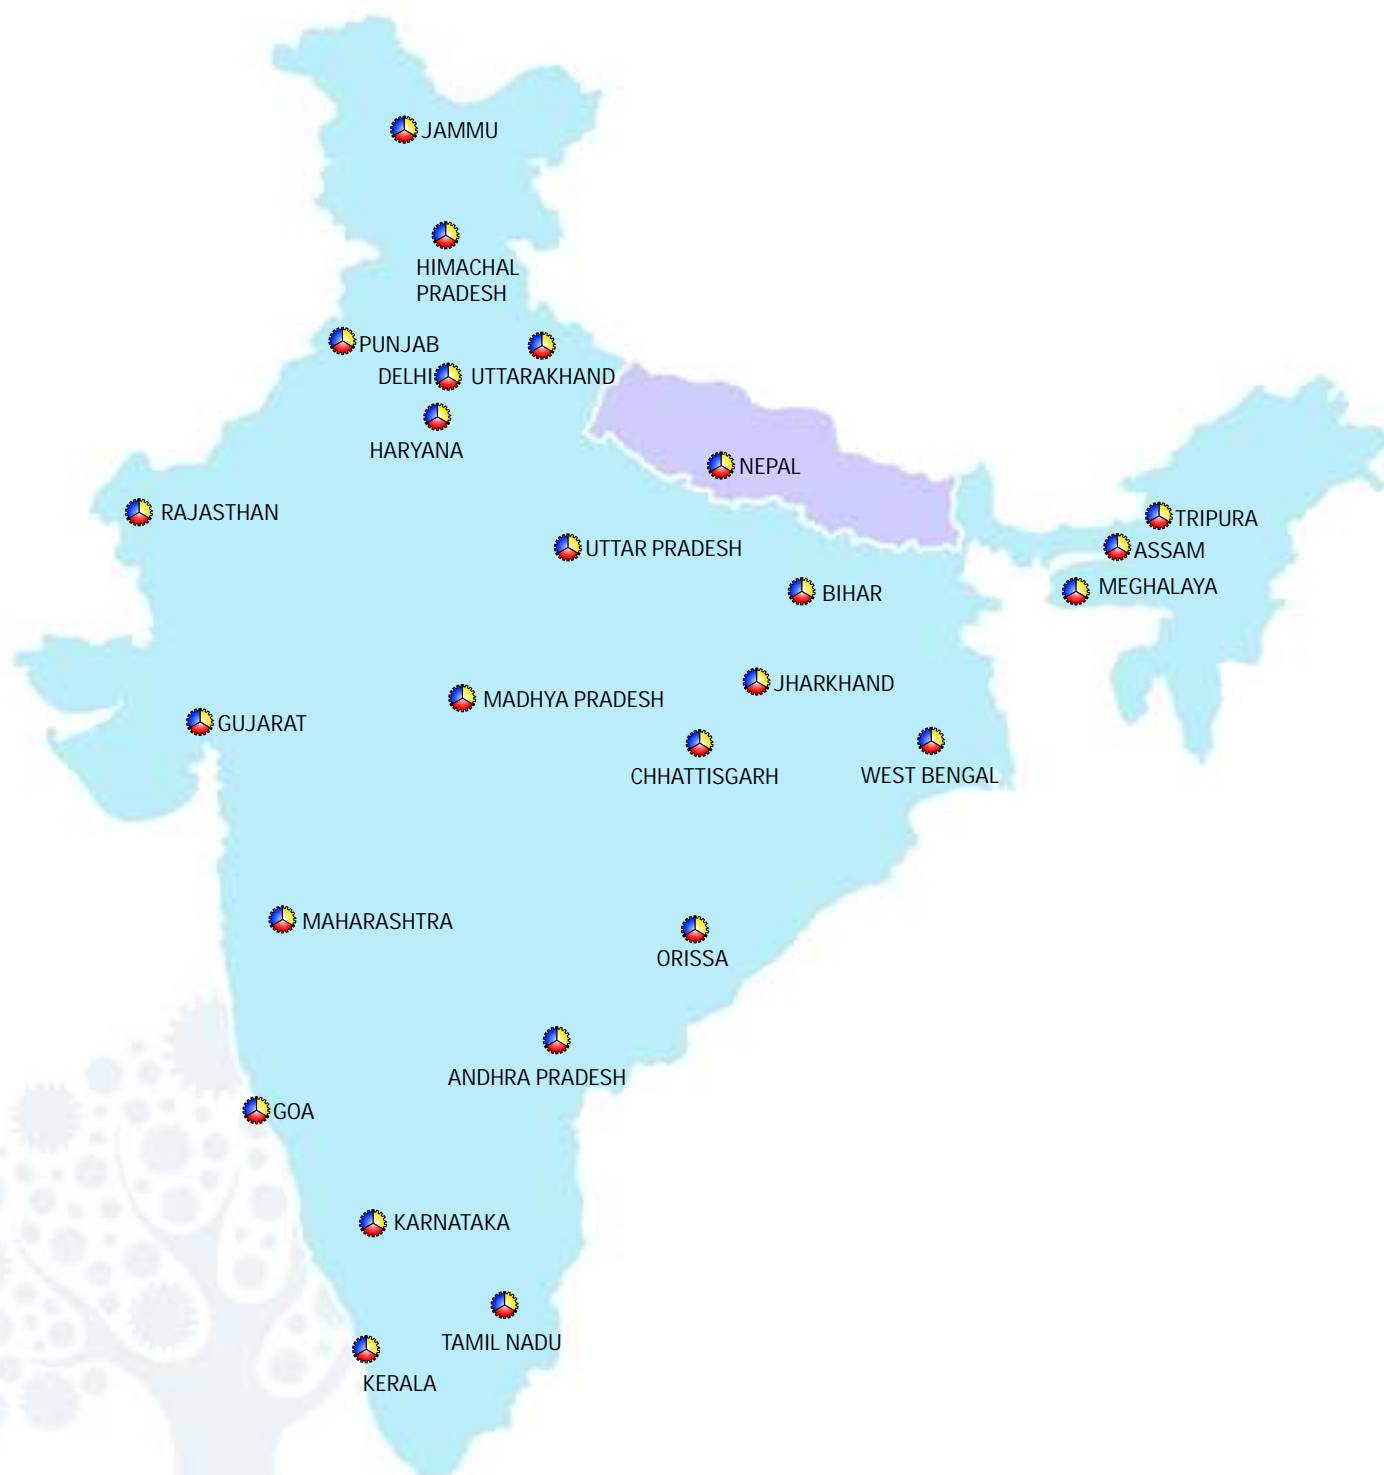 JAMMU
HIMACHAL
PRADESH
PUNJAB
DELHI
UTTARAKHAND
HARYANA
NEPAL
RAJASTHAN
TRIPURA
UTTAR PRADESH
ASSAM
MEGHALAYA
BIHAR
JHARKHAND
MADHYA PRADESH
GUJARAT
CHHATTISGARH
WEST BENGAL
MAHARASHTRA
ORISSA
ANDHRA PRADESH
GOA
KARNATAKA
TAMIL NADU
KERALA